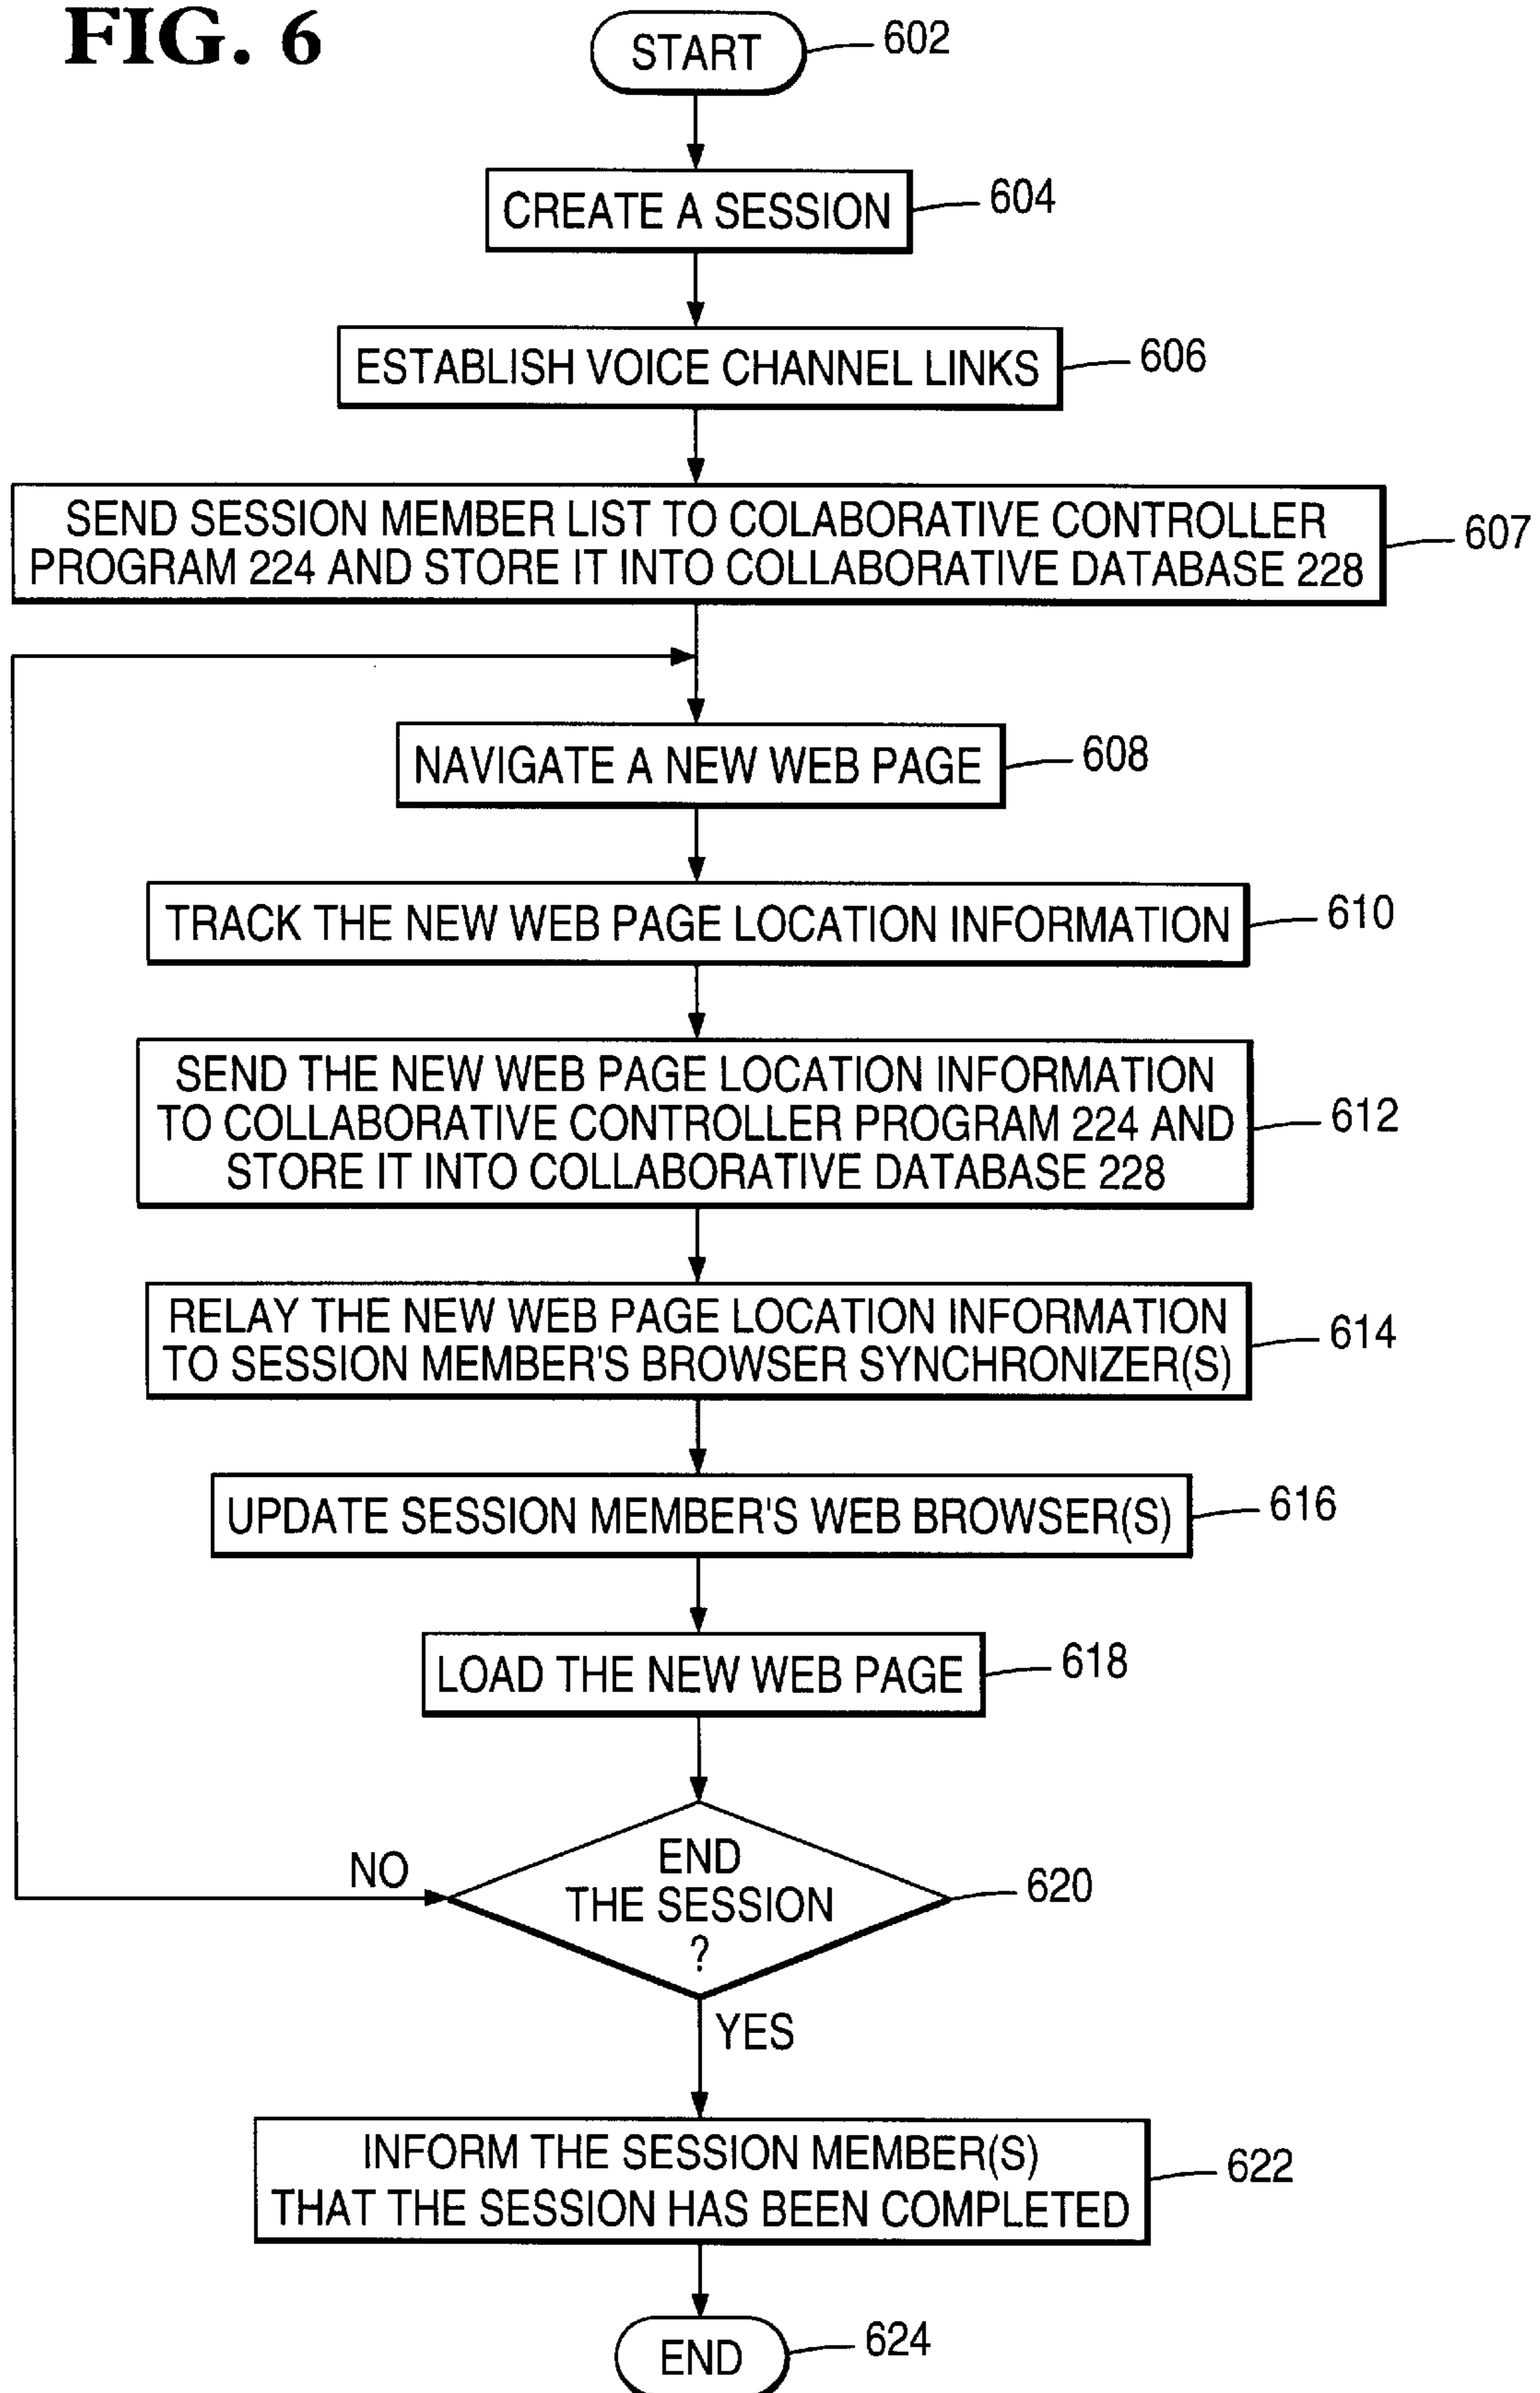 FIG. 6
START
602
CREATE A SESSION
604
ESTABLISH VOICE CHANNEL LINKS
606
SEND SESSION MEMBER LIST TO COLABORATIVE CONTROLLER
PROGRAM 224 AND STORE IT INTO COLLABORATIVE DATABASE 228
607
NAVIGATE A NEW WEB PAGE
608
TRACK THE NEW WEB PAGE LOCATION INFORMATION
610
SEND THE NEW WEB PAGE LOCATION INFORMATION
TO COLLABORATIVE CONTROLLER PROGRAM 224 AND
STORE IT INTO COLLABORATIVE DATABASE 228
612
RELAY THE NEW WEB PAGE LOCATION INFORMATION
TO SESSION MEMBER'S BROWSER SYNCHRONIZER(S)
614
UPDATE SESSION MEMBER'S WEB BROWSER(S)
616
LOAD THE NEW WEB PAGE
618
NO
END
THE SESSION
?
620
YES
INFORM THE SESSION MEMBER(S)
THAT THE SESSION HAS BEEN COMPLETED
622
END
624